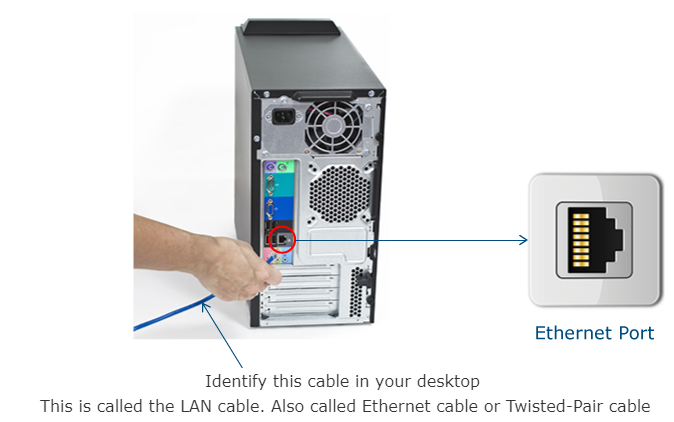 Ethernet Port
Identify this cable in your desktop
This is called the LAN cable. Also called Ethernet cable or Twisted-Pair cable